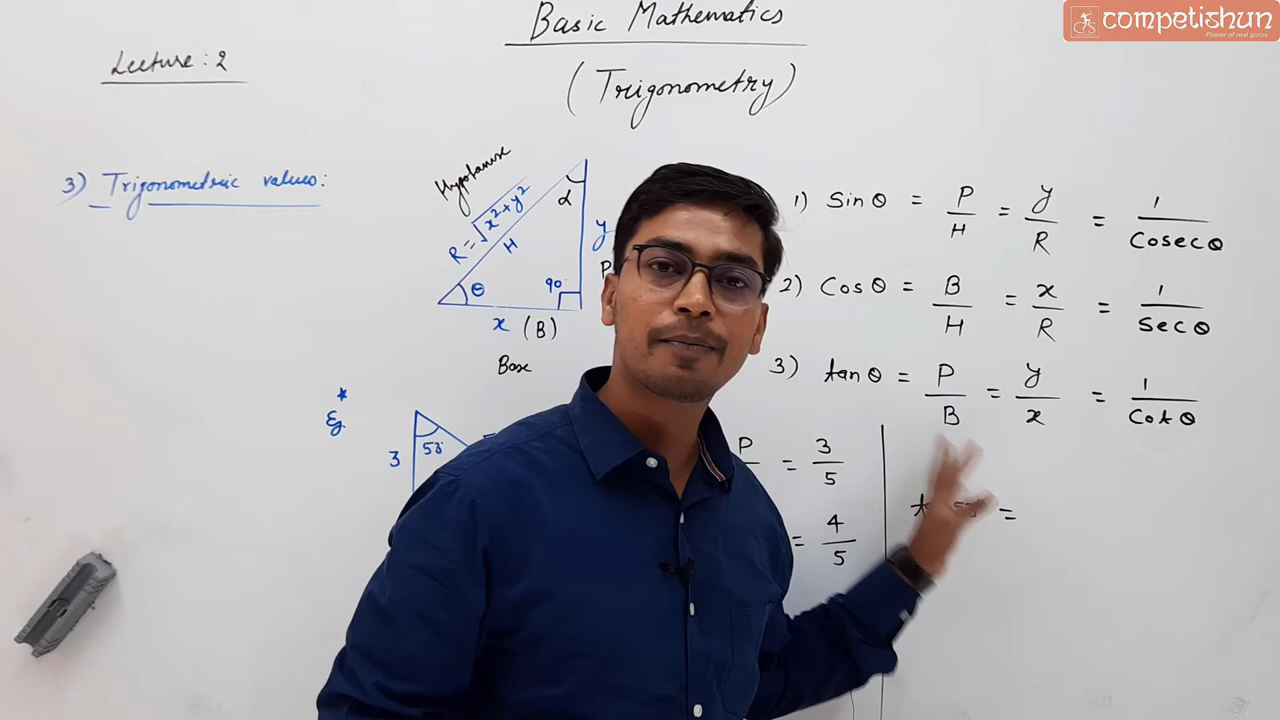 competishun
Power of real gurus
Basic Mathematics
(Trigonometry)
Lecture: 2
3) Trigonometric values:
Hypotenuse
R = √x²+y²
H
α
y
P
θ
90
x (B)
Base
1) Sin θ = P/H = y/R = 1/Cosec θ
2) Cos θ = B/H = x/R = 1/Sec θ
3) tan θ = P/B = y/x = 1/Cot θ
* Eg
3
53°
P = 3/5
= 4/5
=